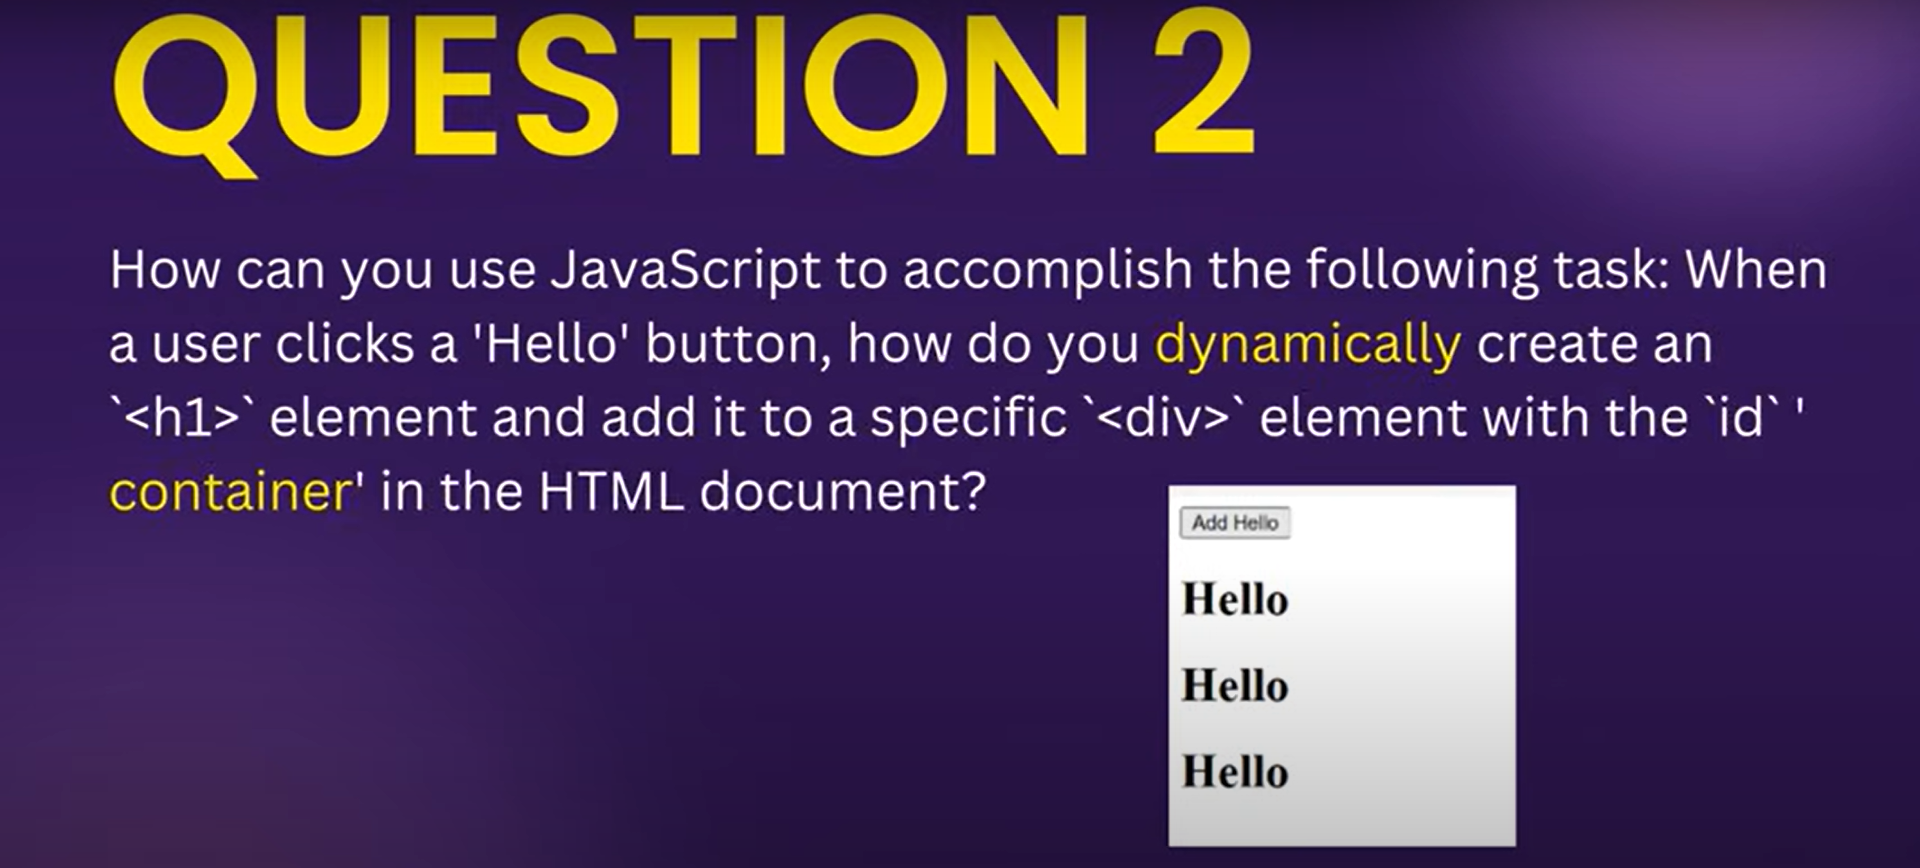 QUESTION 2
How can you use JavaScript to accomplish the following task: When
a user clicks a 'Hello' button, how do you dynamically create an
`<h1>` element and add it to a specific `<div>` element with the `id` '
container' in the HTML document?
Add Hello
Hello
Hello
Hello